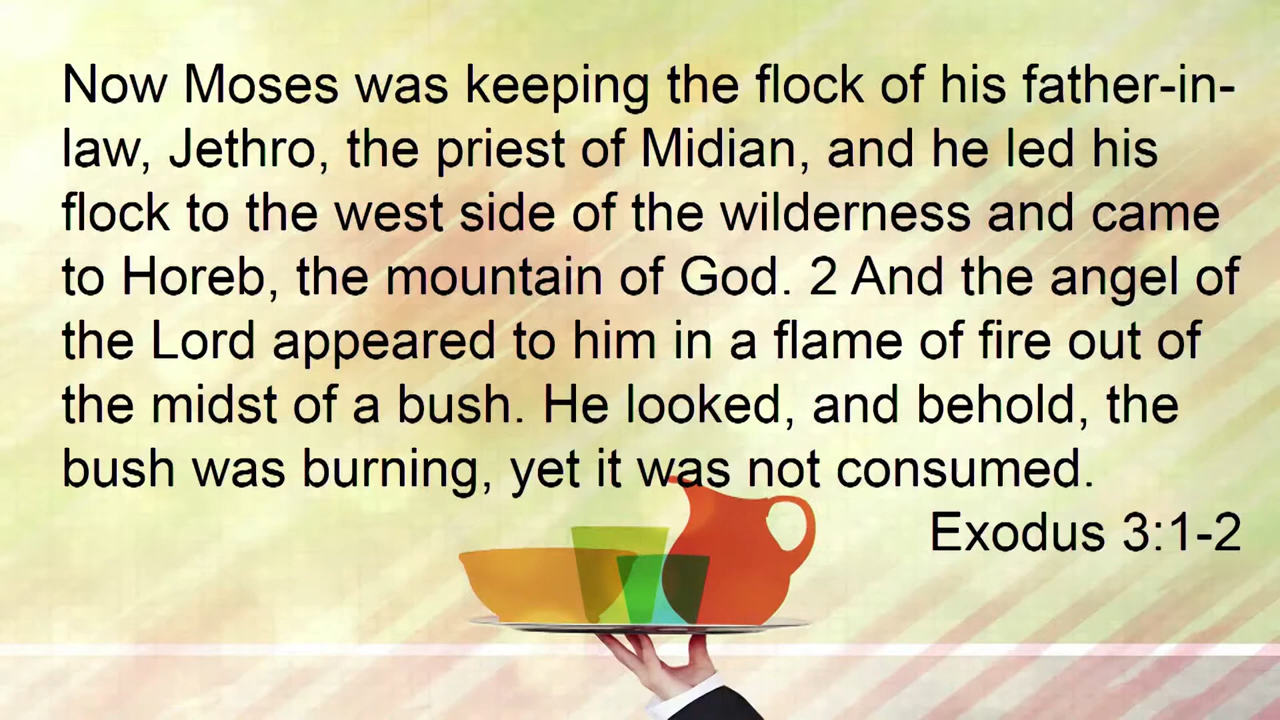 Now Moses was keeping the flock of his father-in-
law, Jethro, the priest of Midian, and he led his
flock to the west side of the wilderness and came
to Horeb, the mountain of God. 2 And the angel of
the Lord appeared to him in a flame of fire out of
the midst of a bush. He looked, and behold, the
bush was burning, yet it was not consumed.
Exodus 3:1-2